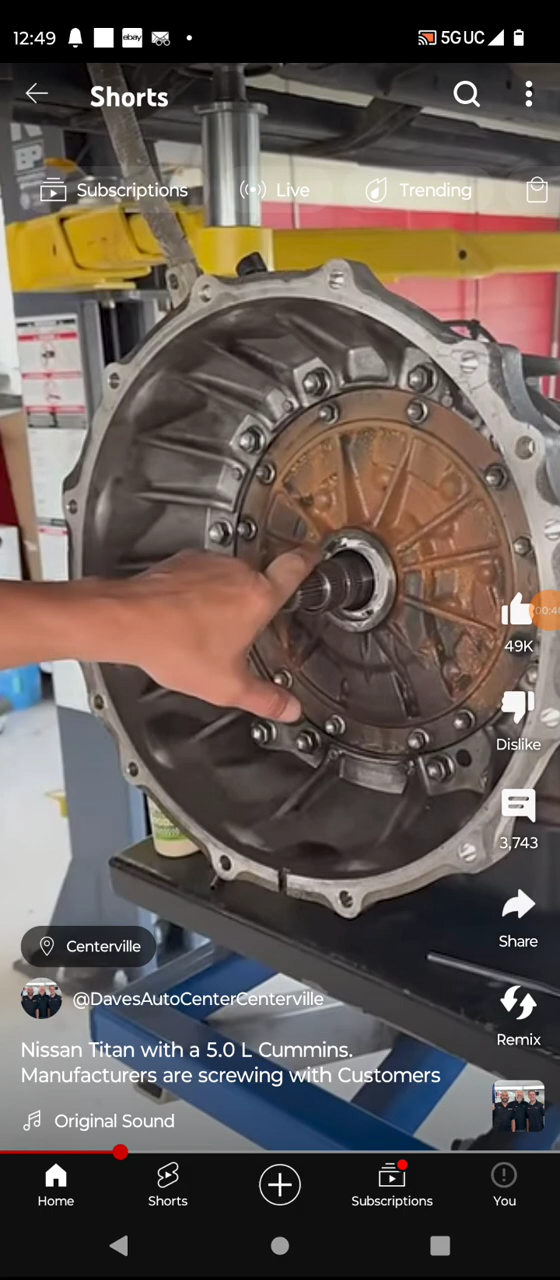 12:49
ebay
5G UC
Shorts
Subscriptions
Live
Trending
49K
Dislike
3,743
Share
Centerville
@DavesAutoCenterCenterville
Nissan Titan with a 5.0 L Cummins.
Manufacturers are screwing with Customers
Remix
Original Sound
Home
Shorts
Subscriptions
You